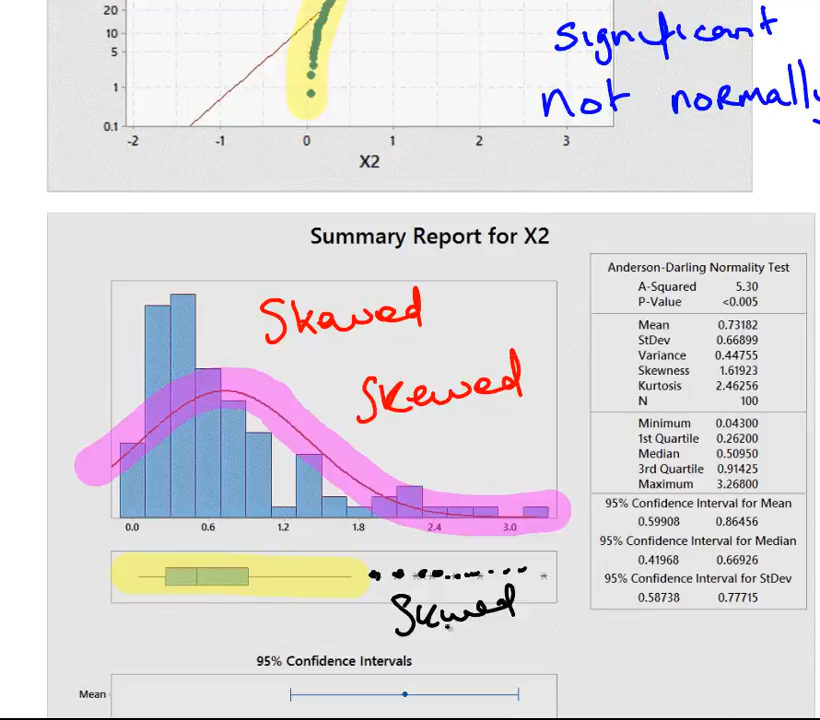 20
10
5
1
0.1
-2 -1 0 1 2 3
X2
significant
Not normally
Summary Report for X2
Skewed
Skewed
0.0 0.6 1.2 1.8 2.4 3.0
Skewed
Anderson-Darling Normality Test
A-Squared 5.30
P-Value <0.005
Mean 0.73182
StDev 0.66899
Variance 0.44755
Skewness 1.61923
Kurtosis 2.46256
N 100
Minimum 0.04300
1st Quartile 0.26200
Median 0.50950
3rd Quartile 0.91425
Maximum 3.26800
95% Confidence Interval for Mean
0.59908 0.86456
95% Confidence Interval for Median
0.41968 0.66926
95% Confidence Interval for StDev
0.58738 0.77715
95% Confidence Intervals
Mean